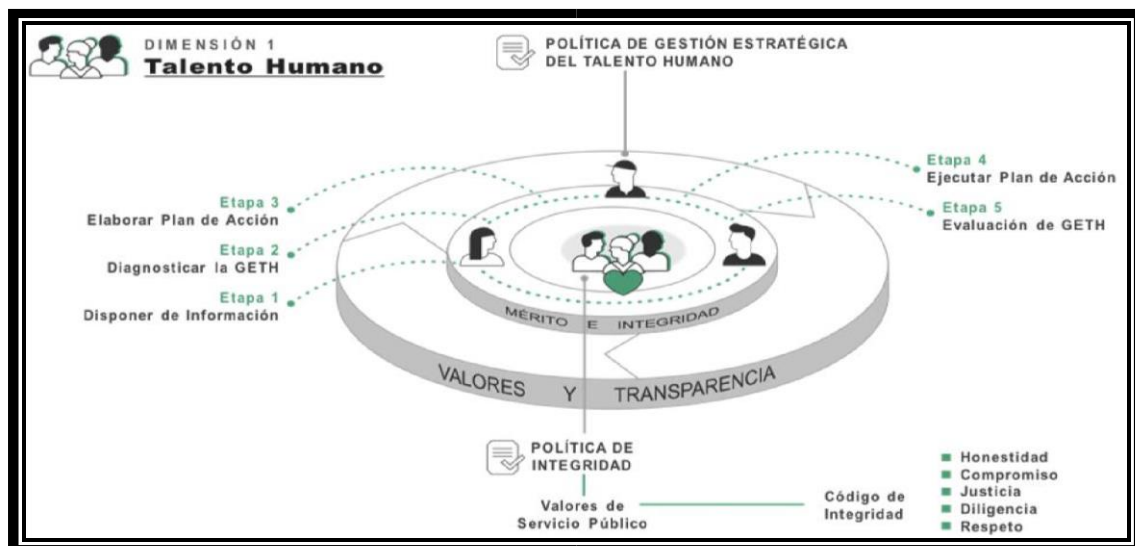 DIMENSIÓN 1
Talento Humano
POLÍTICA DE GESTIÓN ESTRATÉGICA
DEL TALENTO HUMANO
Etapa 3
Elaborar Plan de Acción
Etapa 2
Diagnosticar la GETH
Etapa 1
Disponer de Información
Etapa 4
Ejecutar Plan de Acción
Etapa 5
Evaluación de GETH
MÉRITO E INTEGRIDAD
VALORES Y TRANSPARENCIA
POLÍTICA DE
INTEGRIDAD
Valores de
Servicio Público
Código de
Integridad
Honestidad
Compromiso
Justicia
Diligencia
Respeto